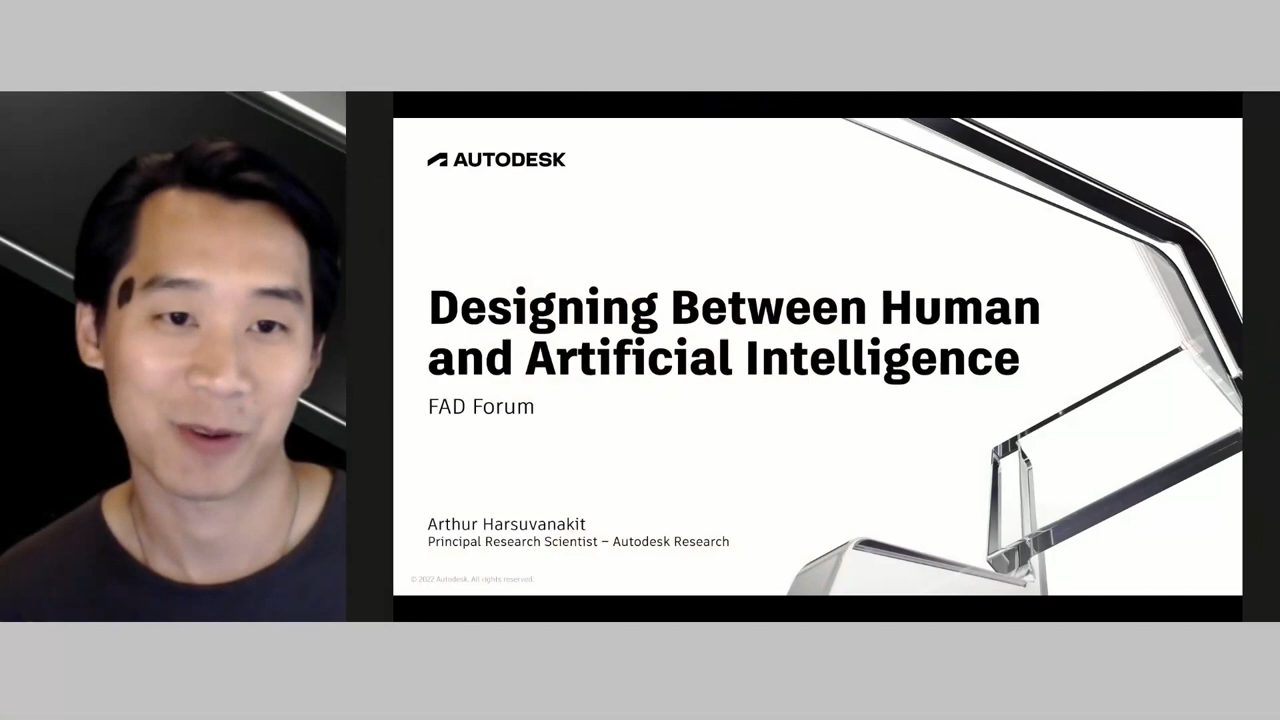 AUTODESK
Designing Between Human
and Artificial Intelligence
FAD Forum
Arthur Harsuvanakit
Principal Research Scientist – Autodesk Research
© 2022 Autodesk. All rights reserved.